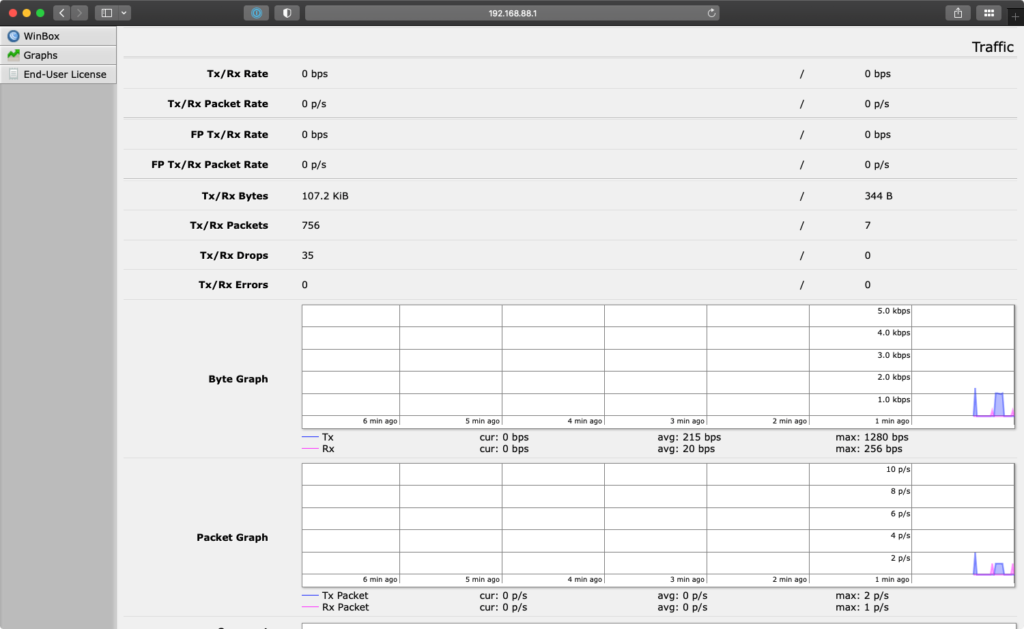 192.168.88.1
WinBox
Graphs
End-User License
Traffic
Tx/Rx Rate 0 bps / 0 bps
Tx/Rx Packet Rate 0 p/s / 0 p/s
FP Tx/Rx Rate 0 bps / 0 bps
FP Tx/Rx Packet Rate 0 p/s / 0 p/s
Tx/Rx Bytes 107.2 KiB / 344 B
Tx/Rx Packets 756 / 7
Tx/Rx Drops 35 / 0
Tx/Rx Errors 0 / 0
5.0 kbps
4.0 kbps
3.0 kbps
Byte Graph
2.0 kbps
1.0 kbps
6 min ago 5 min ago 4 min ago 3 min ago 2 min ago 1 min ago
Tx cur: 0 bps avg: 215 bps max: 1280 bps
Rx cur: 0 bps avg: 20 bps max: 256 bps
10 p/s
8 p/s
6 p/s
Packet Graph
4 p/s
2 p/s
6 min ago 5 min ago 4 min ago 3 min ago 2 min ago 1 min ago
Tx Packet cur: 0 p/s avg: 0 p/s max: 2 p/s
Rx Packet cur: 0 p/s avg: 0 p/s max: 1 p/s